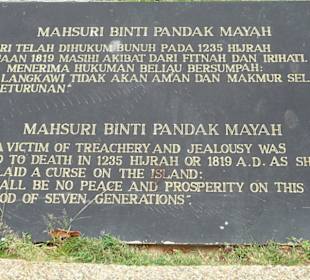 MAHSURI BINTI PANDAK MAYAH
RI TELAH DIHUKUM BUNUH PADA 1235 HIJRAH
AAN 1819 MASIHI AKIBAT DARI FITNAH DAN IRIHATI.
MENERIMA HUKUMAN BELIAU BERSUMPAH:
LANGKAWI TIDAK AKAN AMAN DAN MAKMUR SEL
ETURUNAN"
MAHSURI BINTI PANDAK MAYAH
A VICTIM OF TREACHERY AND JEALOUSY WAS
D TO DEATH IN 1235 HIJRAH OR 1819 A.D. AS SH
LAID A CURSE ON THE ISLAND:
ALL BE NO PEACE AND PROSPERITY ON THIS
OD OF SEVEN GENERATIONS".